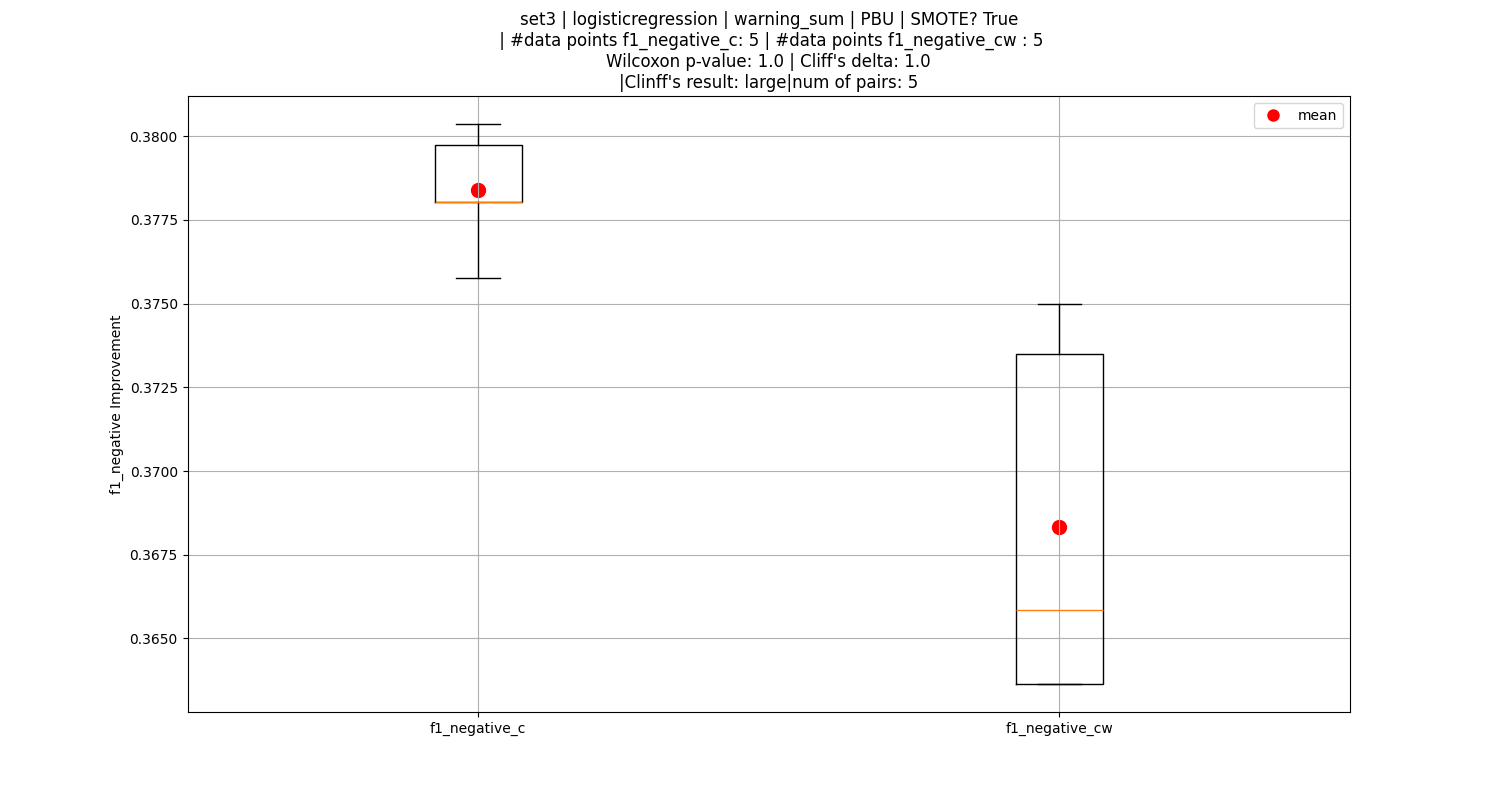 set3 | logisticregression | warning_sum | PBU | SMOTE? True
| #data points f1_negative_c: 5 | #data points f1_negative_cw : 5
Wilcoxon p-value: 1.0 | Cliff's delta: 1.0
|Clinff's result: large|num of pairs: 5
mean
0.3800
0.3775
0.3750
0.3725
0.3700
0.3675
0.3650
f1_negative Improvement
f1_negative_c
f1_negative_cw